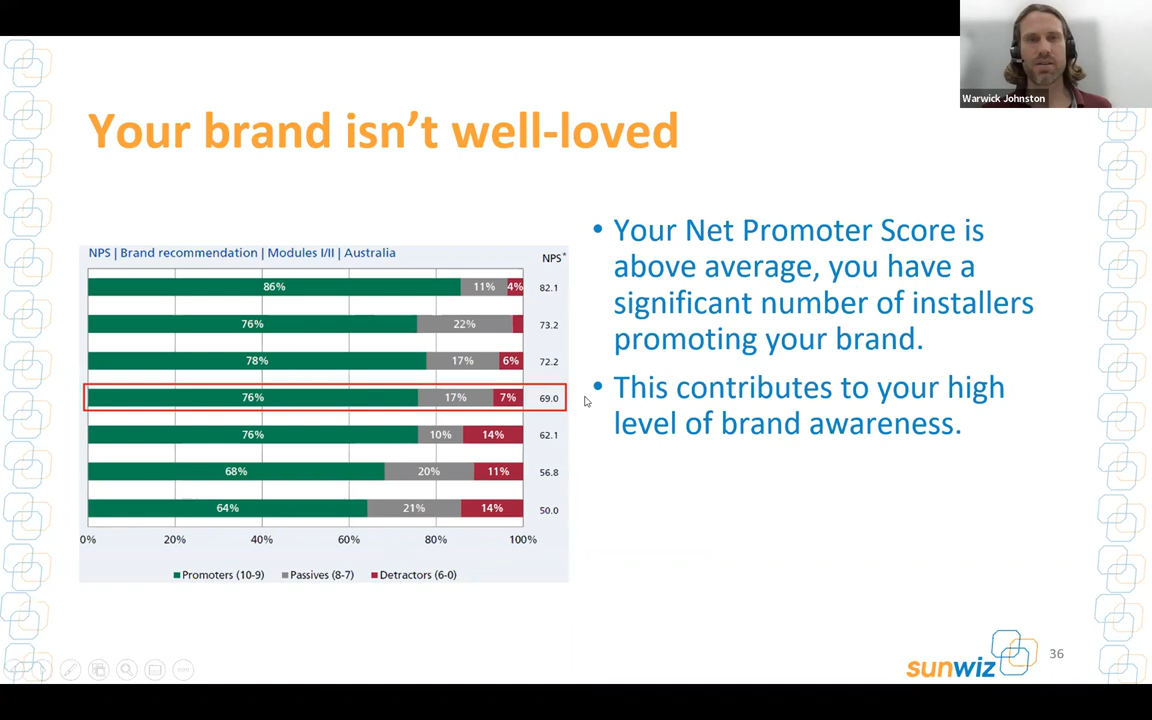 Warwick Johnston
Your brand isn't well-loved
NPS | Brand recommendation | Modules I/II | Australia
NPS*
86% 11% 4% 82.1
76% 22% 73.2
78% 17% 6% 72.2
76% 17% 7% 69.0
76% 10% 14% 62.1
68% 20% 11% 56.8
64% 21% 14% 50.0
0% 20% 40% 60% 80% 100%
Promoters (10-9) Passives (8-7) Detractors (6-0)
• Your Net Promoter Score is
above average, you have a
significant number of installers
promoting your brand.
• This contributes to your high
level of brand awareness.
sunwiz
36